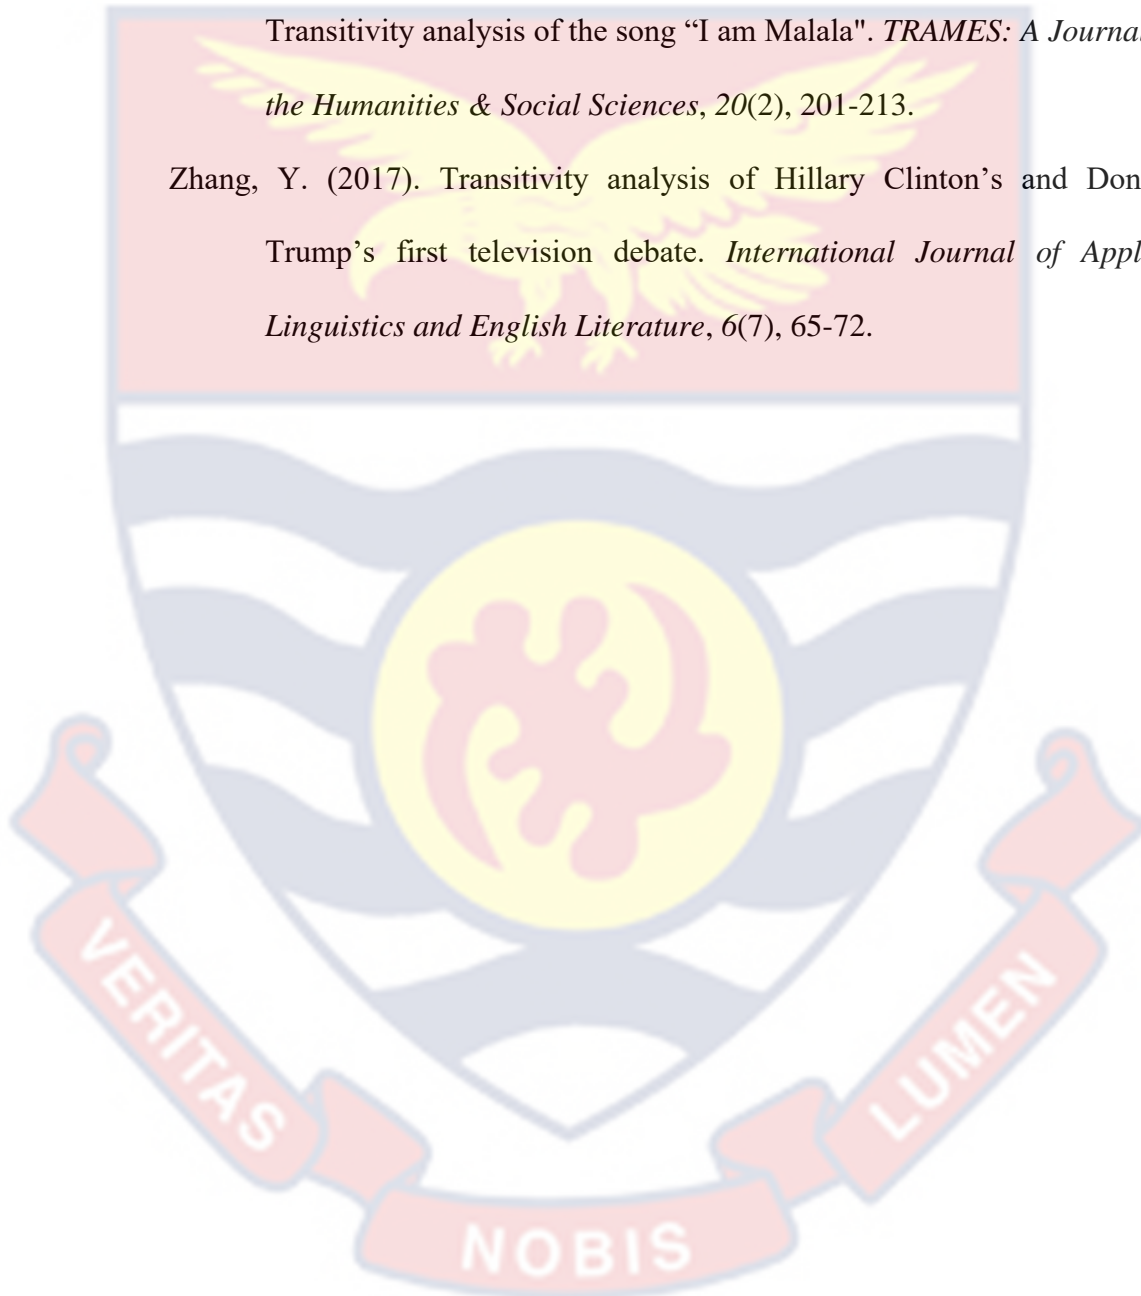 Transitivity analysis of the song “I am Malala". TRAMES: A Journal
the Humanities & Social Sciences, 20(2), 201-213.
Zhang, Y. (2017). Transitivity analysis of Hillary Clinton’s and Don
Trump’s first television debate. International Journal of Appl
Linguistics and English Literature, 6(7), 65-72.
VERITAS
NOBIS
LUMEN